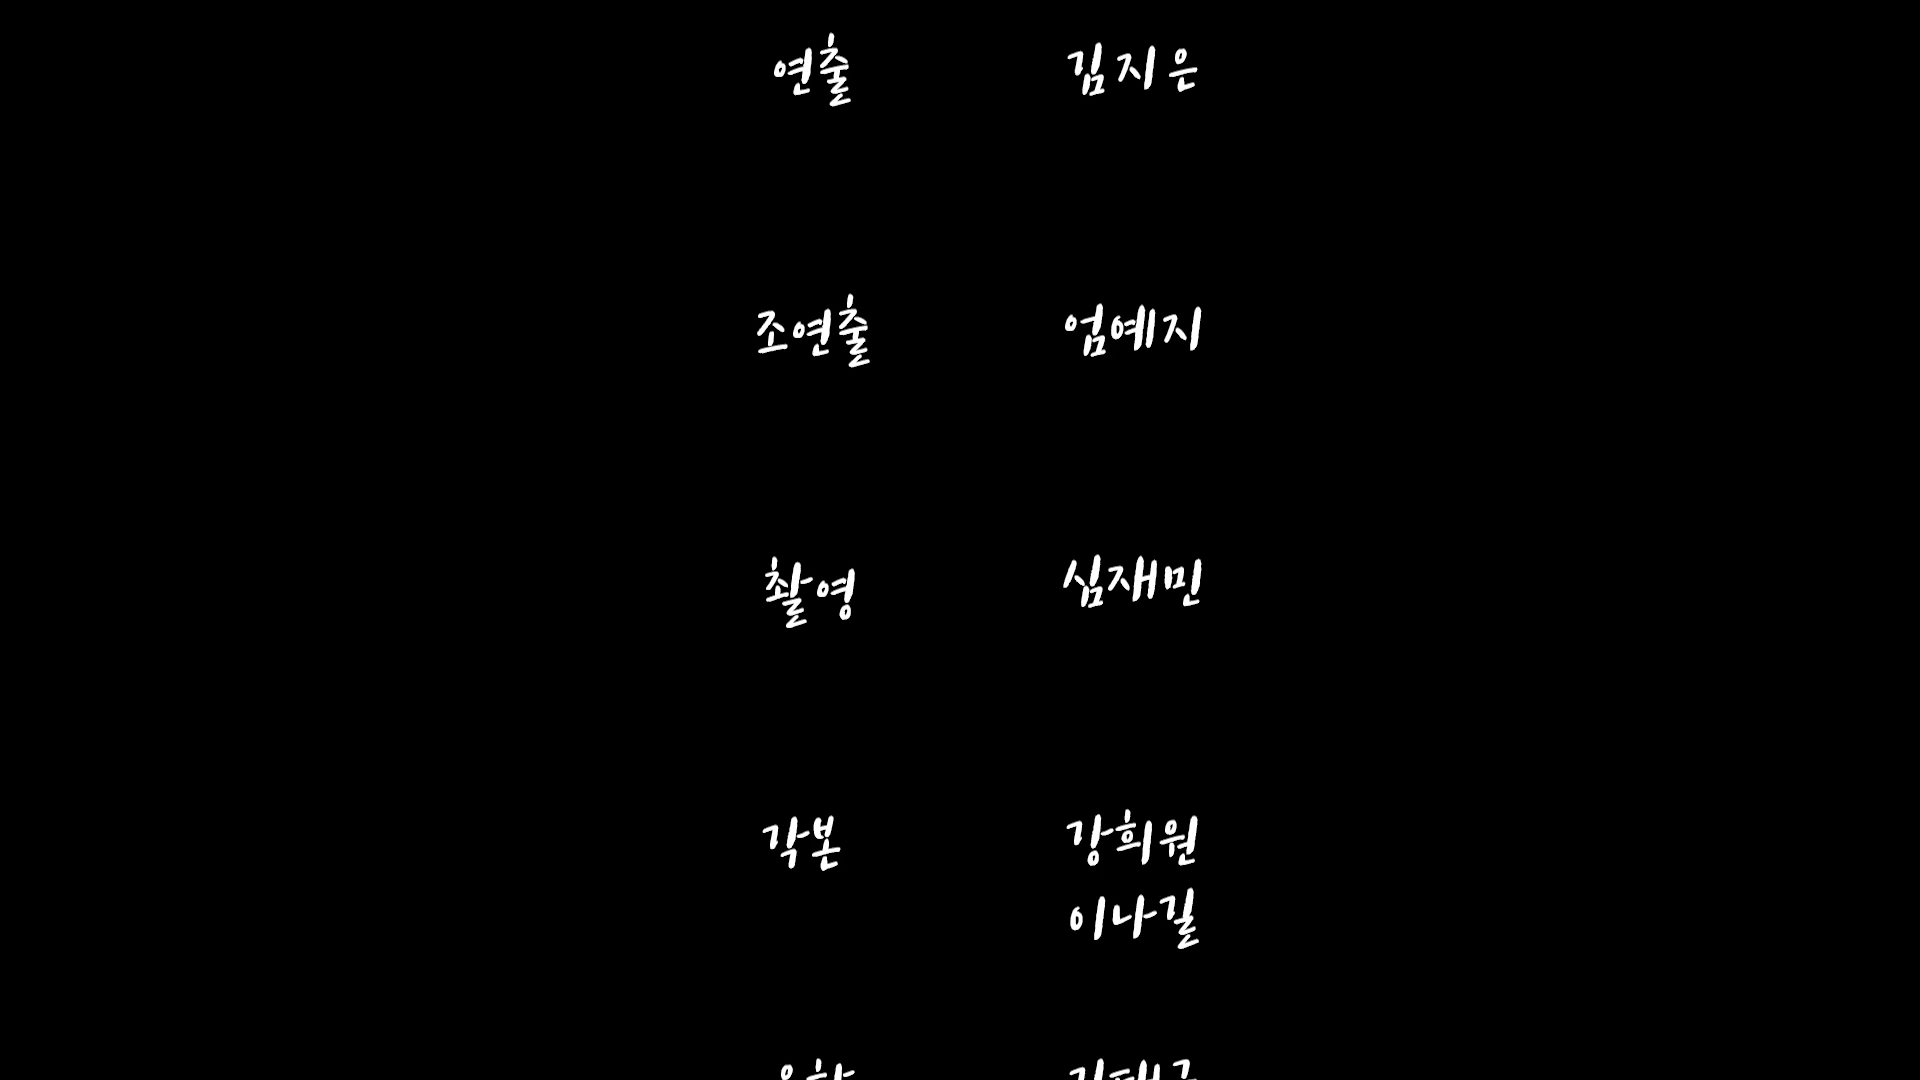 연출 김지은
조연출 엄예지
촬영 심재민
각본 강희원
이나길